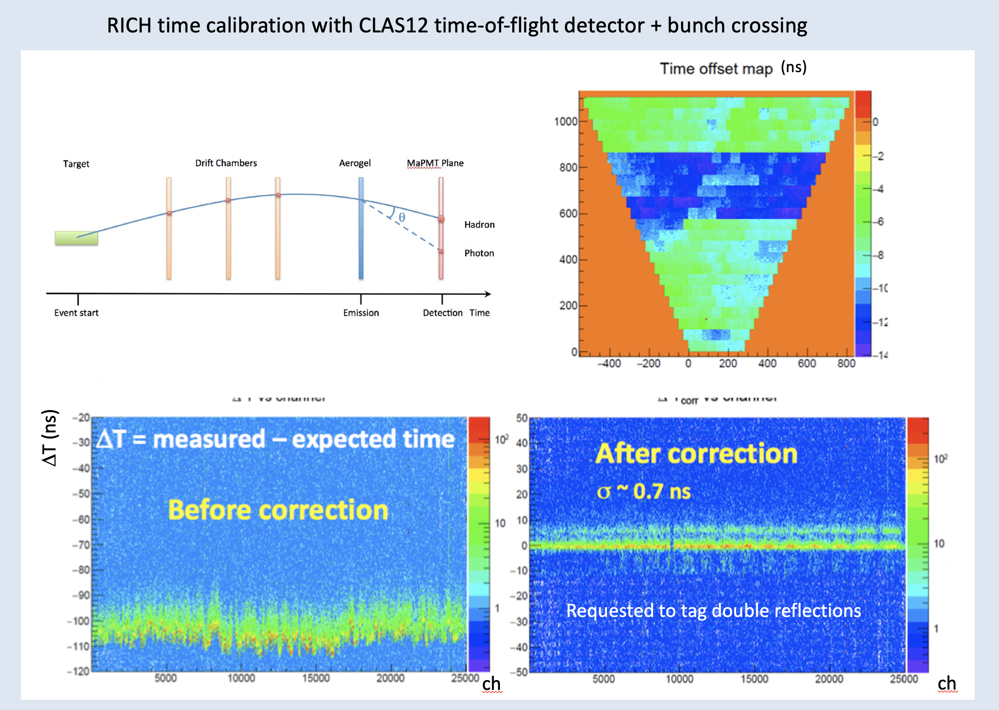 RICH time calibration with CLAS12 time-of-flight detector + bunch crossing
Target
Drift Chambers
Aerogel
MaPMT Plane
θ
Hadron
Photon
Event start
Emission
Detection
Time
Time offset map (ns)
1000
800
600
400
200
0
−400 −200 0 200 400 600 800
0
−2
−4
−6
−8
−12
−14
ΔT (ns)
ΔT = measured – expected time
Before correction
−20
−30
−40
−50
−60
−70
−80
−90
−100
−110
−120
5000 10000 15000 20000 25000 ch
10²
10
1
corr
After correction
σ ~ 0.7 ns
Requested to tag double reflections
50
40
30
20
10
0
−10
−20
−30
−40
−50
5000 10000 15000 20000 25000 ch
10²
10
1